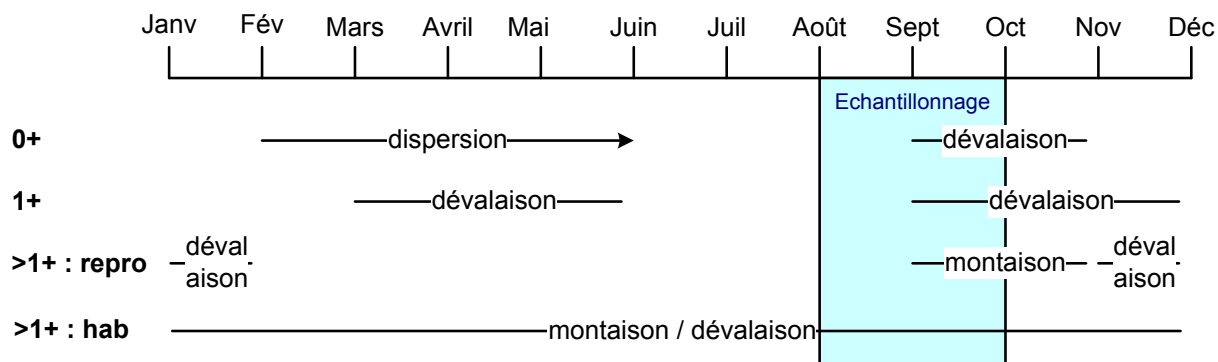 Janv Fév Mars Avril Mai Juin Juil Août Sept Oct Nov Déc
Echantillonnage
0+ dispersion dévalaison
1+ dévalaison dévalaison
>1+ : repro déval aison montaison déval aison
>1+ : hab montaison / dévalaison